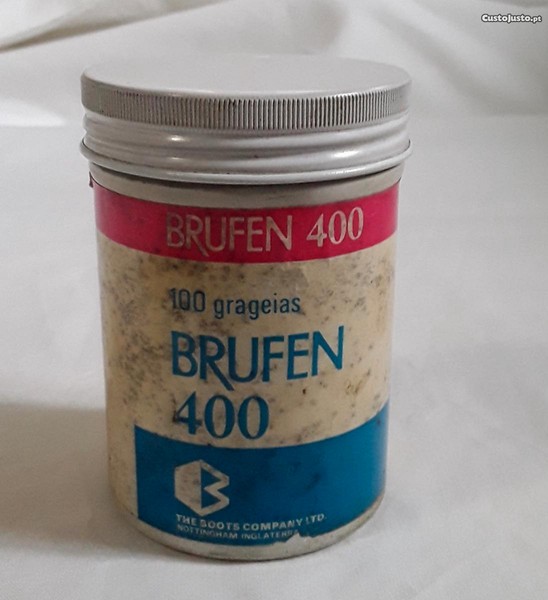 CustoJusto.pt
BRUFEN 400
100 grageias
BRUFEN
400
THE BOOTS COMPANY LTD.
NOTTINGHAM INGLATERRA